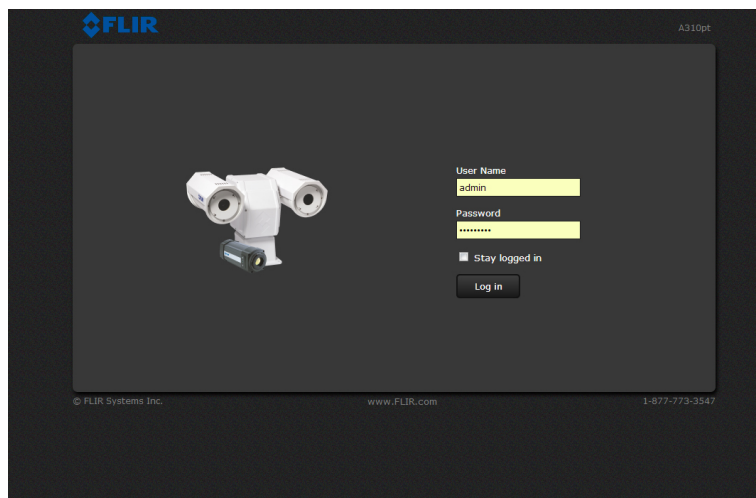 FLIR
A310pt
User Name
admin
Password
•••••••••
Stay logged in
Log in
© FLIR Systems Inc.
www.FLIR.com
1-877-773-3547